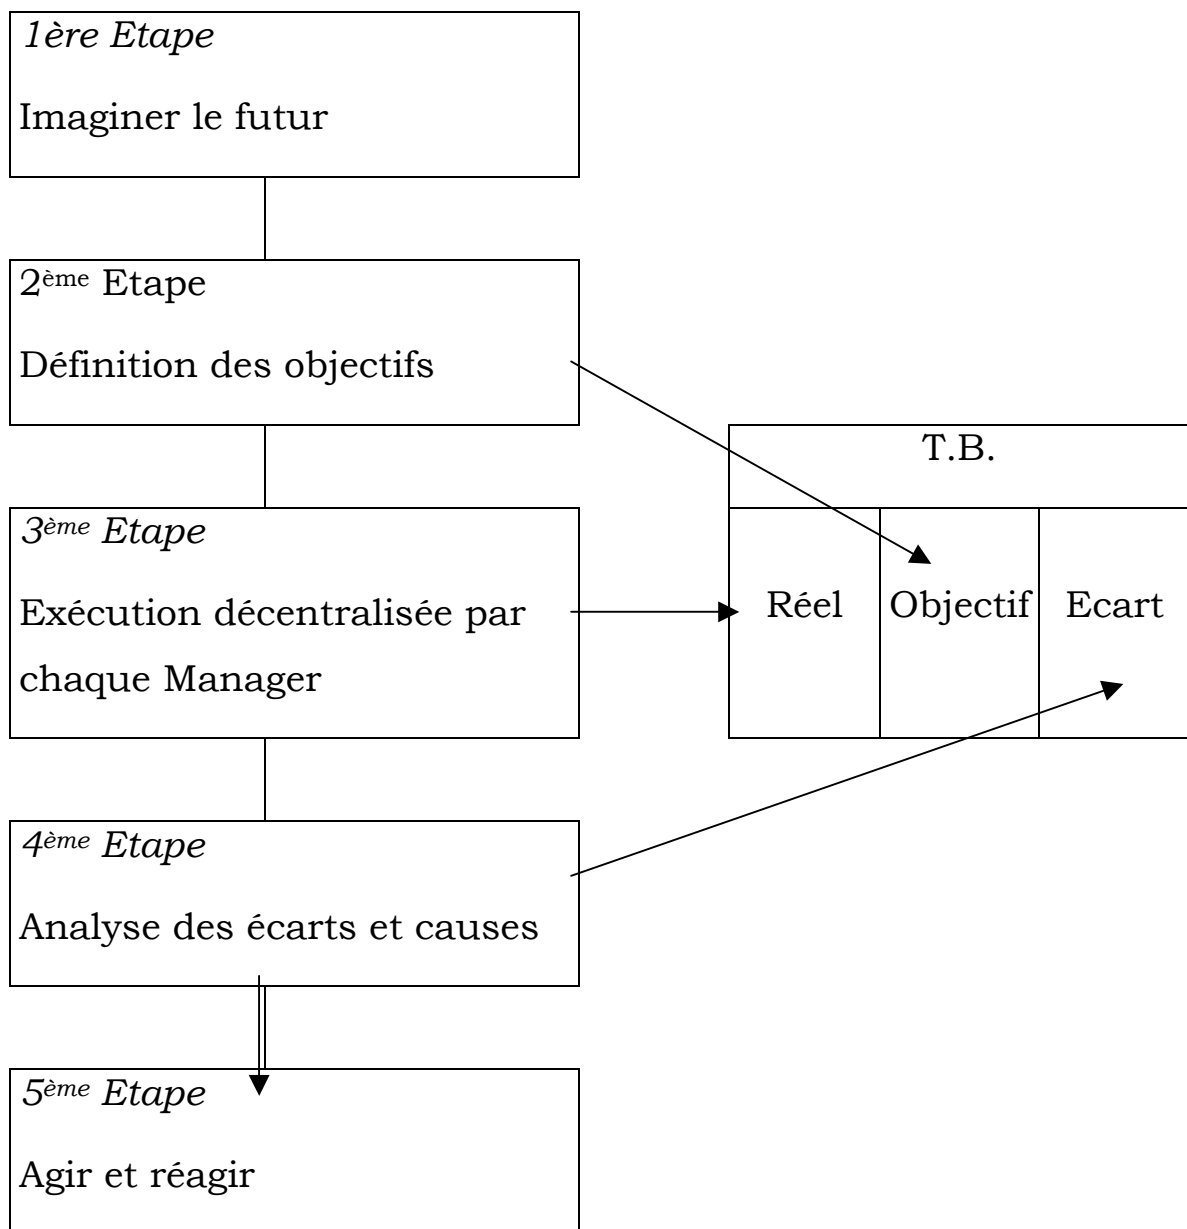 1ère Etape
Imaginer le futur
2ème Etape
Définition des objectifs
3ème Etape
Exécution décentralisée par
chaque Manager
4ème Etape
Analyse des écarts et causes
5ème Etape
Agir et réagir
T.B.
Réel Objectif Ecart